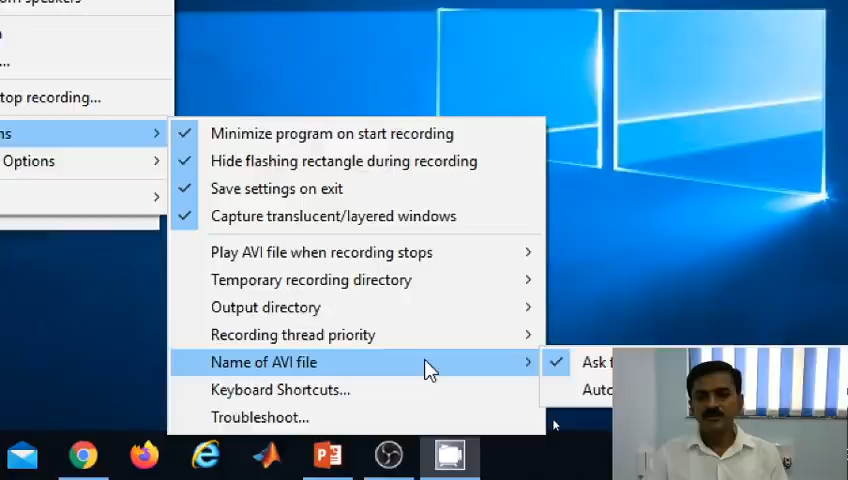 top recording...
ns
Options
Minimize program on start recording
Hide flashing rectangle during recording
Save settings on exit
Capture translucent/layered windows
Play AVI file when recording stops
Temporary recording directory
Output directory
Recording thread priority
Name of AVI file
Keyboard Shortcuts...
Troubleshoot...
Ask f
Auto